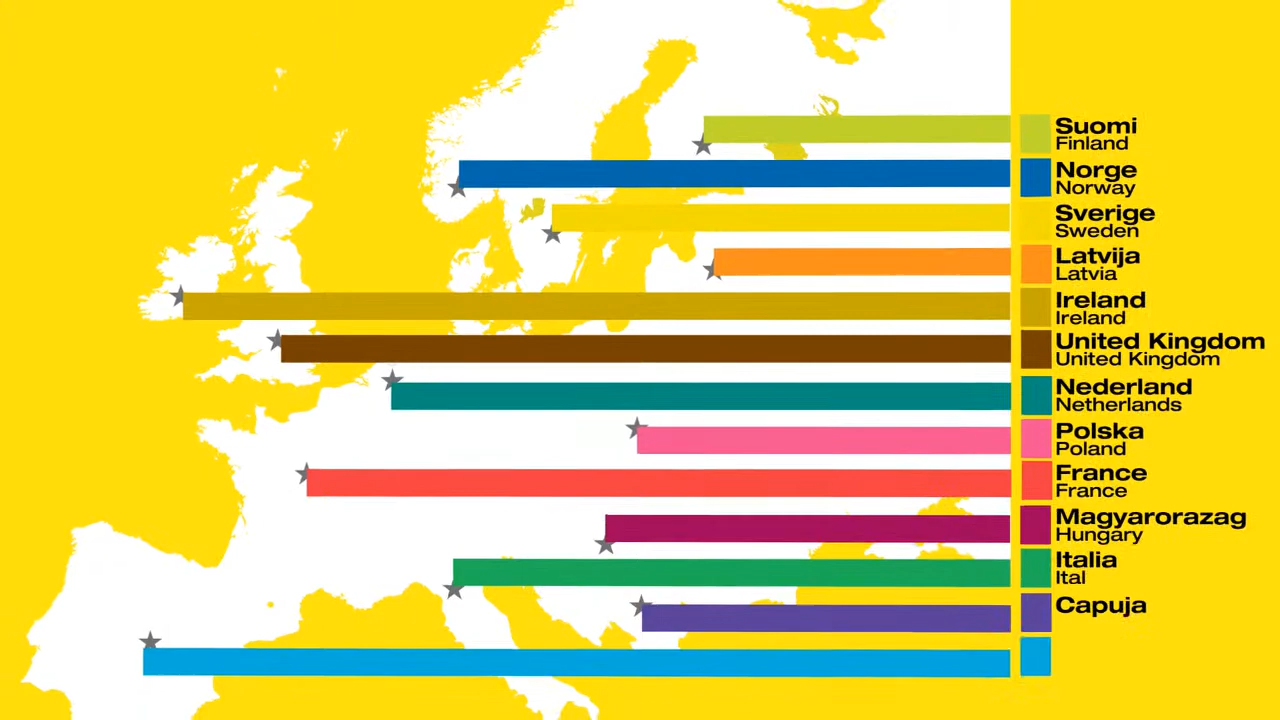 Suomi
Finland
Norge
Norway
Sverige
Sweden
Latvija
Latvia
Ireland
Ireland
United Kingdom
United Kingdom
Nederland
Netherlands
Polska
Poland
France
France
Magyarorazag
Hungary
Italia
Ital
Capuja